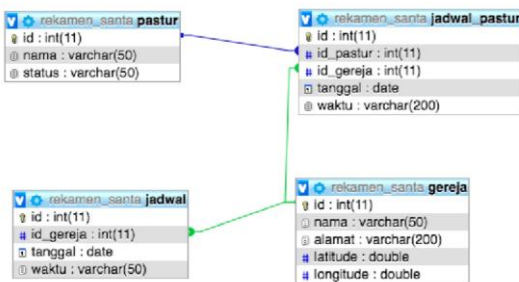 rekamen_santa pastur
id : int(11)
nama : varchar(50)
status : varchar(50)
rekamen_santa jadwal_pastur
id : int(11)
# id_pastur : int(11)
# id_gereja : int(11)
tanggal : date
waktu : varchar(200)
rekamen_santa jadwal
id : int(11)
# id_gereja : int(11)
tanggal : date
waktu : varchar(50)
rekamen_santa gereja
id : int(11)
nama : varchar(50)
alamat : varchar(200)
# latitude : double
# longitude : double